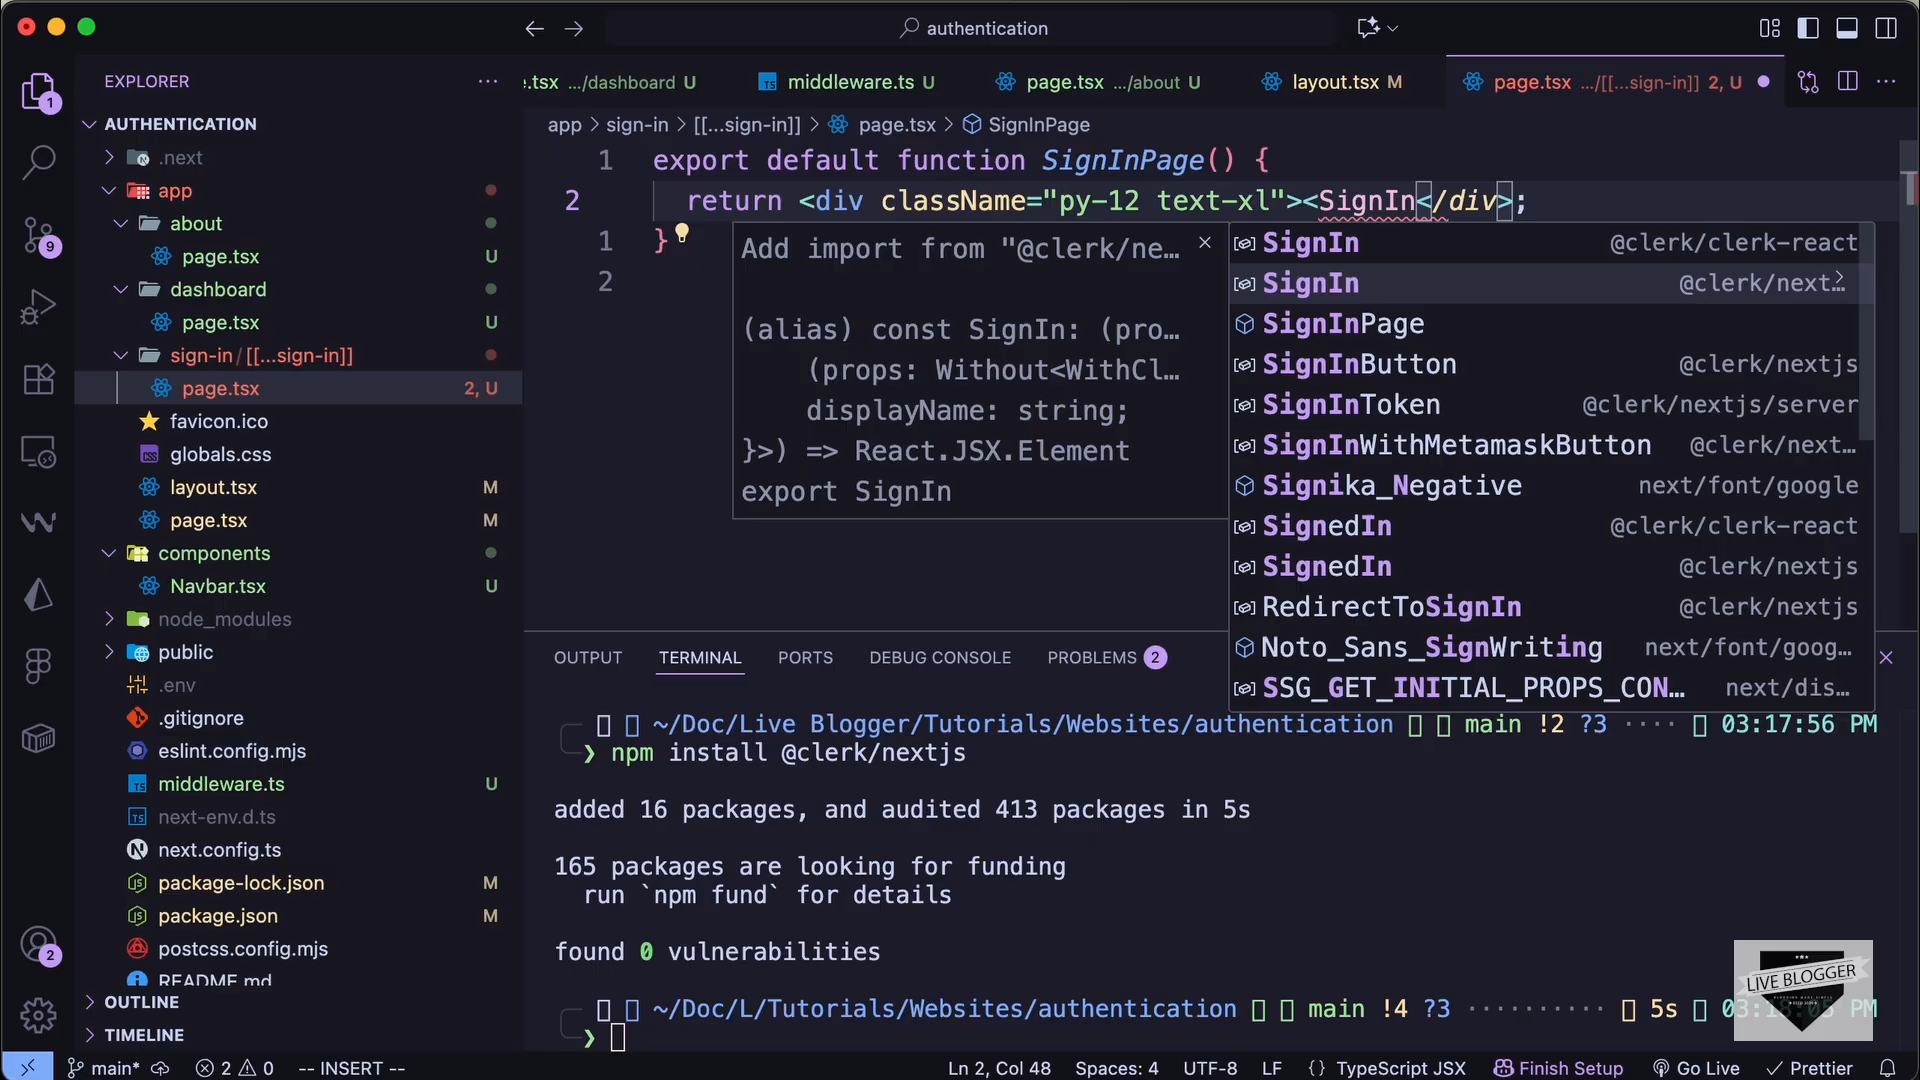 authentication
EXPLORER
AUTHENTICATION
.next
app
about
page.tsx U
dashboard
page.tsx U
sign-in/[[...sign-in]]
page.tsx 2, U
favicon.ico
globals.css
layout.tsx M
page.tsx M
components
Navbar.tsx U
node_modules
public
.env
.gitignore
eslint.config.mjs
middleware.ts U
next-env.d.ts
next.config.ts
package-lock.json M
package.json M
postcss.config.mjs
README.md
OUTLINE
TIMELINE
1
9
2
.tsx .../dashboard U
middleware.ts U
page.tsx .../about U
layout.tsx M
page.tsx .../[[...sign-in]] 2, U
app > sign-in > [[...sign-in]] > page.tsx > SignInPage
1 export default function SignInPage() {
2 return <div className="py-12 text-xl"><SignIn</div>;
1 }
2
Add import from "@clerk/ne…
(alias) const SignIn: (pro…
(props: Without<WithCl…
displayName: string;
}>) => React.JSX.Element
export SignIn
SignIn @clerk/clerk-react
SignIn @clerk/next…
SignInPage
SignInButton @clerk/nextjs
SignInToken @clerk/nextjs/server
SignInWithMetamaskButton @clerk/next…
Signika_Negative next/font/google
SignedIn @clerk/clerk-react
SignedIn @clerk/nextjs
RedirectToSignIn @clerk/nextjs
Noto_Sans_SignWriting next/font/goog…
SSG_GET_INITIAL_PROPS_CON… next/dis…
OUTPUT TERMINAL PORTS DEBUG CONSOLE PROBLEMS 2
~/Doc/Live Blogger/Tutorials/Websites/authentication main !2 ?3 ···· 03:17:56 PM
❯ npm install @clerk/nextjs
added 16 packages, and audited 413 packages in 5s
165 packages are looking for funding
run `npm fund` for details
found 0 vulnerabilities
~/Doc/L/Tutorials/Websites/authentication main !4 ?3 ·········· 5s 03:18:05 PM
❯
LIVE BLOGGER
main* 2 0 -- INSERT -- Ln 2, Col 48 Spaces: 4 UTF-8 LF {} TypeScript JSX Finish Setup Go Live Prettier